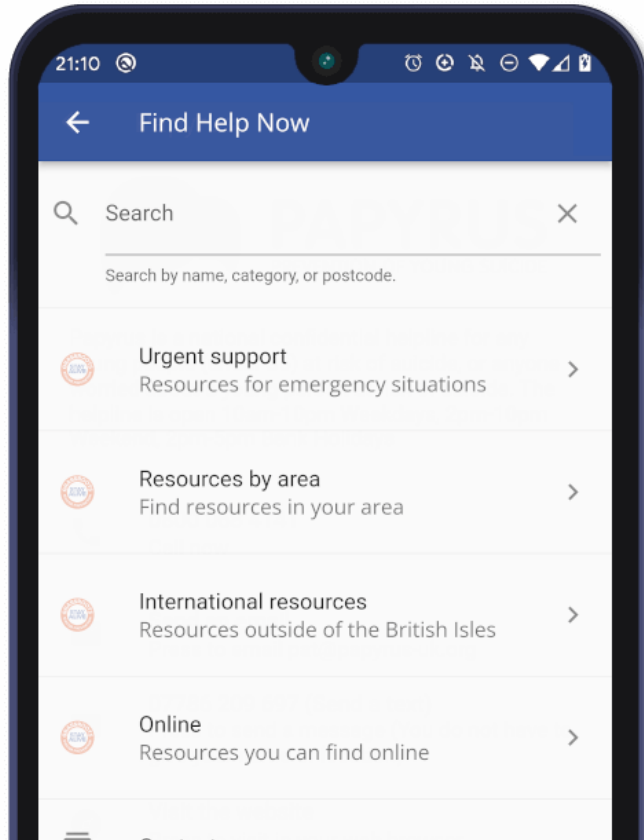 21:10
Find Help Now
Search
Search by name, category, or postcode.
Urgent support
Resources for emergency situations
Resources by area
Find resources in your area
International resources
Resources outside of the British Isles
Online
Resources you can find online